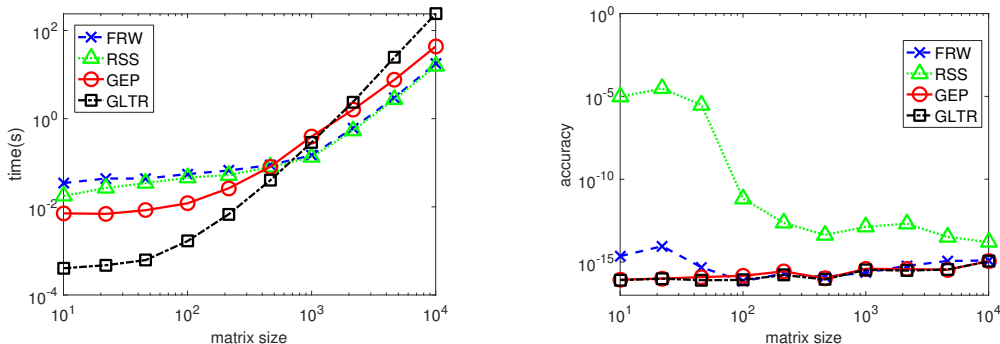 10^2
10^0
10^-2
10^-4
time(s)
FRW
RSS
GEP
GLTR
10^1
10^2
10^3
10^4
matrix size
10^0
10^-5
10^-10
10^-15
accuracy
FRW
RSS
GEP
GLTR
10^1
10^2
10^3
10^4
matrix size